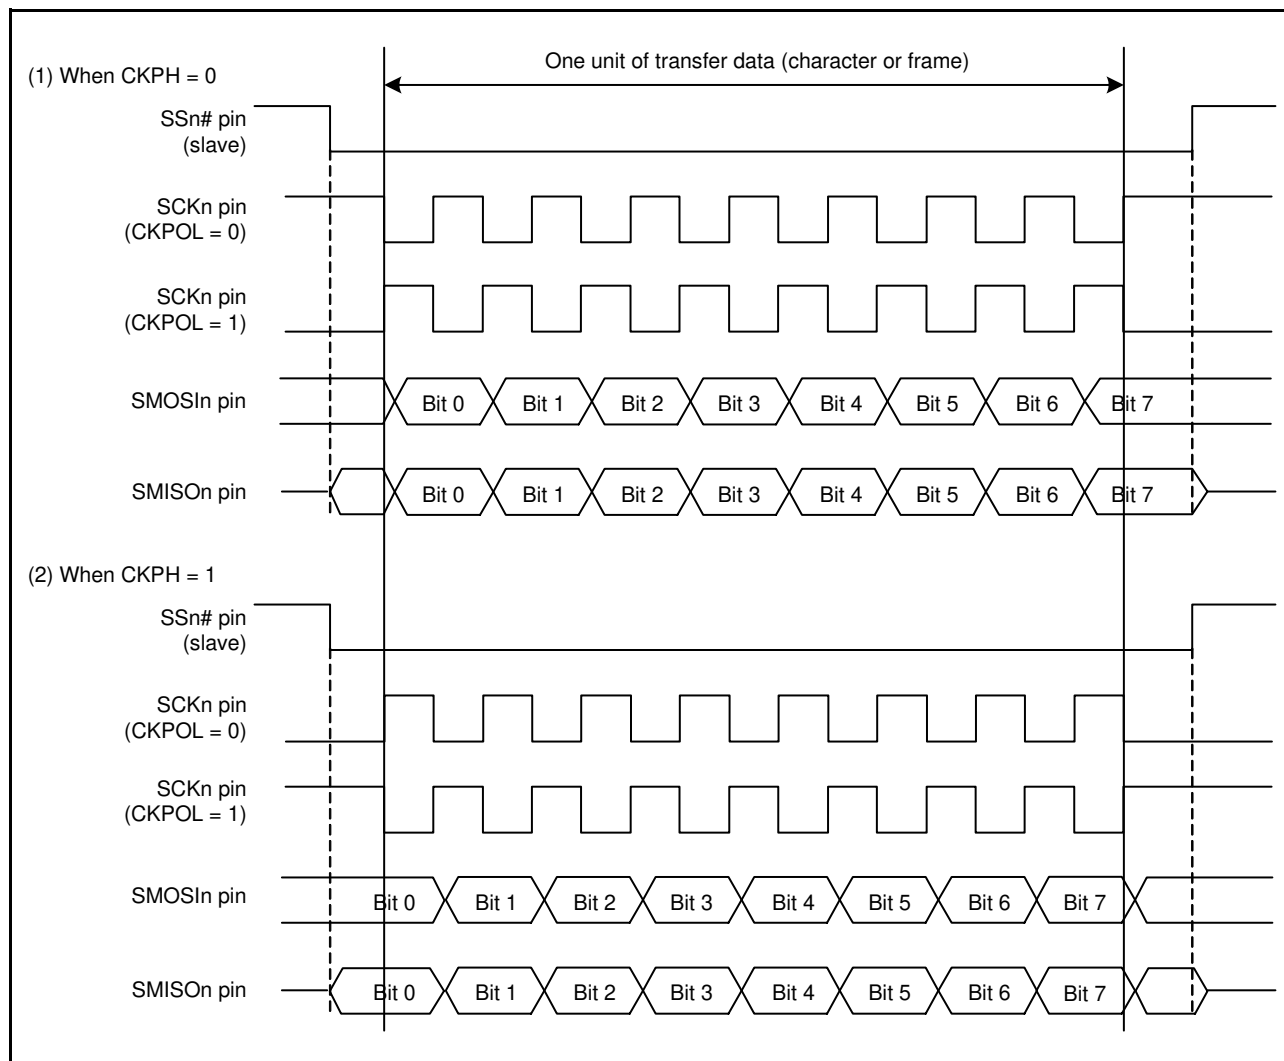 One unit of transfer data (character or frame)
(1) When CKPH = 0
SSn# pin
(slave)
SCKn pin
(CKPOL = 0)
SCKn pin
(CKPOL = 1)
SMOSIn pin
Bit 0 Bit 1 Bit 2 Bit 3 Bit 4 Bit 5 Bit 6 Bit 7
SMISOn pin
Bit 0 Bit 1 Bit 2 Bit 3 Bit 4 Bit 5 Bit 6 Bit 7
(2) When CKPH = 1
SSn# pin
(slave)
SCKn pin
(CKPOL = 0)
SCKn pin
(CKPOL = 1)
SMOSIn pin
Bit 0 Bit 1 Bit 2 Bit 3 Bit 4 Bit 5 Bit 6 Bit 7
SMISOn pin
Bit 0 Bit 1 Bit 2 Bit 3 Bit 4 Bit 5 Bit 6 Bit 7